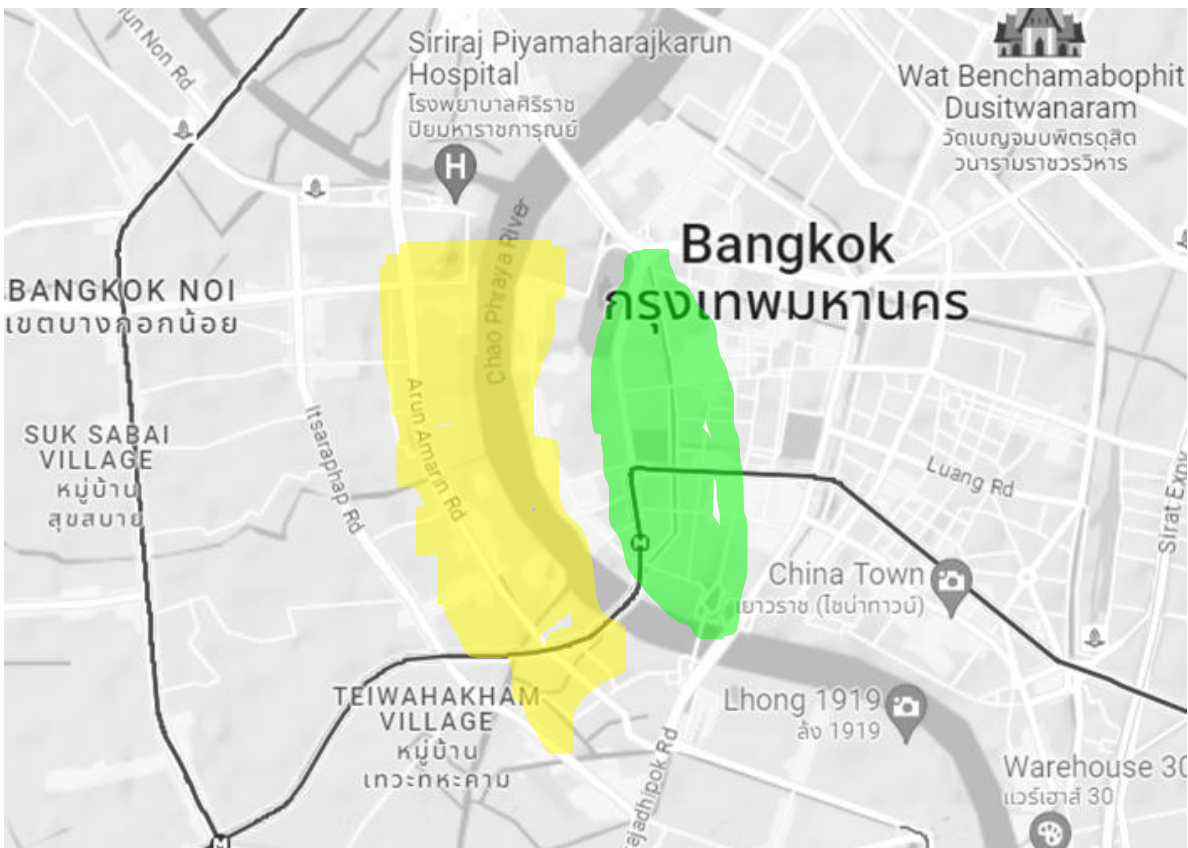 run Non Rd
Siriraj Piyamaharajkarun
Hospital
โรงพยาบาลศิริราช
ปิยมหาราชการุณย์
H
Wat Benchamabophit
Dusitwanaram
วัดเบญจมบพิตรดุสิต
วนารามราชวรวิหาร
Chao Phraya River
Bangkok
กรุงเทพมหานคร
BANGKOK NOI
เขตบางกอกน้อย
Arun Amarin Rd
Itsaraphap Rd
SUK SABAI
VILLAGE
หมู่บ้าน
สุขสบาย
Luang Rd
Sirat Expy
M
China Town
เยาวราช (ไชน่าทาวน์)
TEIWAHAKHAM
VILLAGE
หมู่บ้าน
เทวะทหะคาม
Lhong 1919
ล้ง 1919
rajadhipok Rd
Warehouse 30
แวร์เฮาส์ 30
M